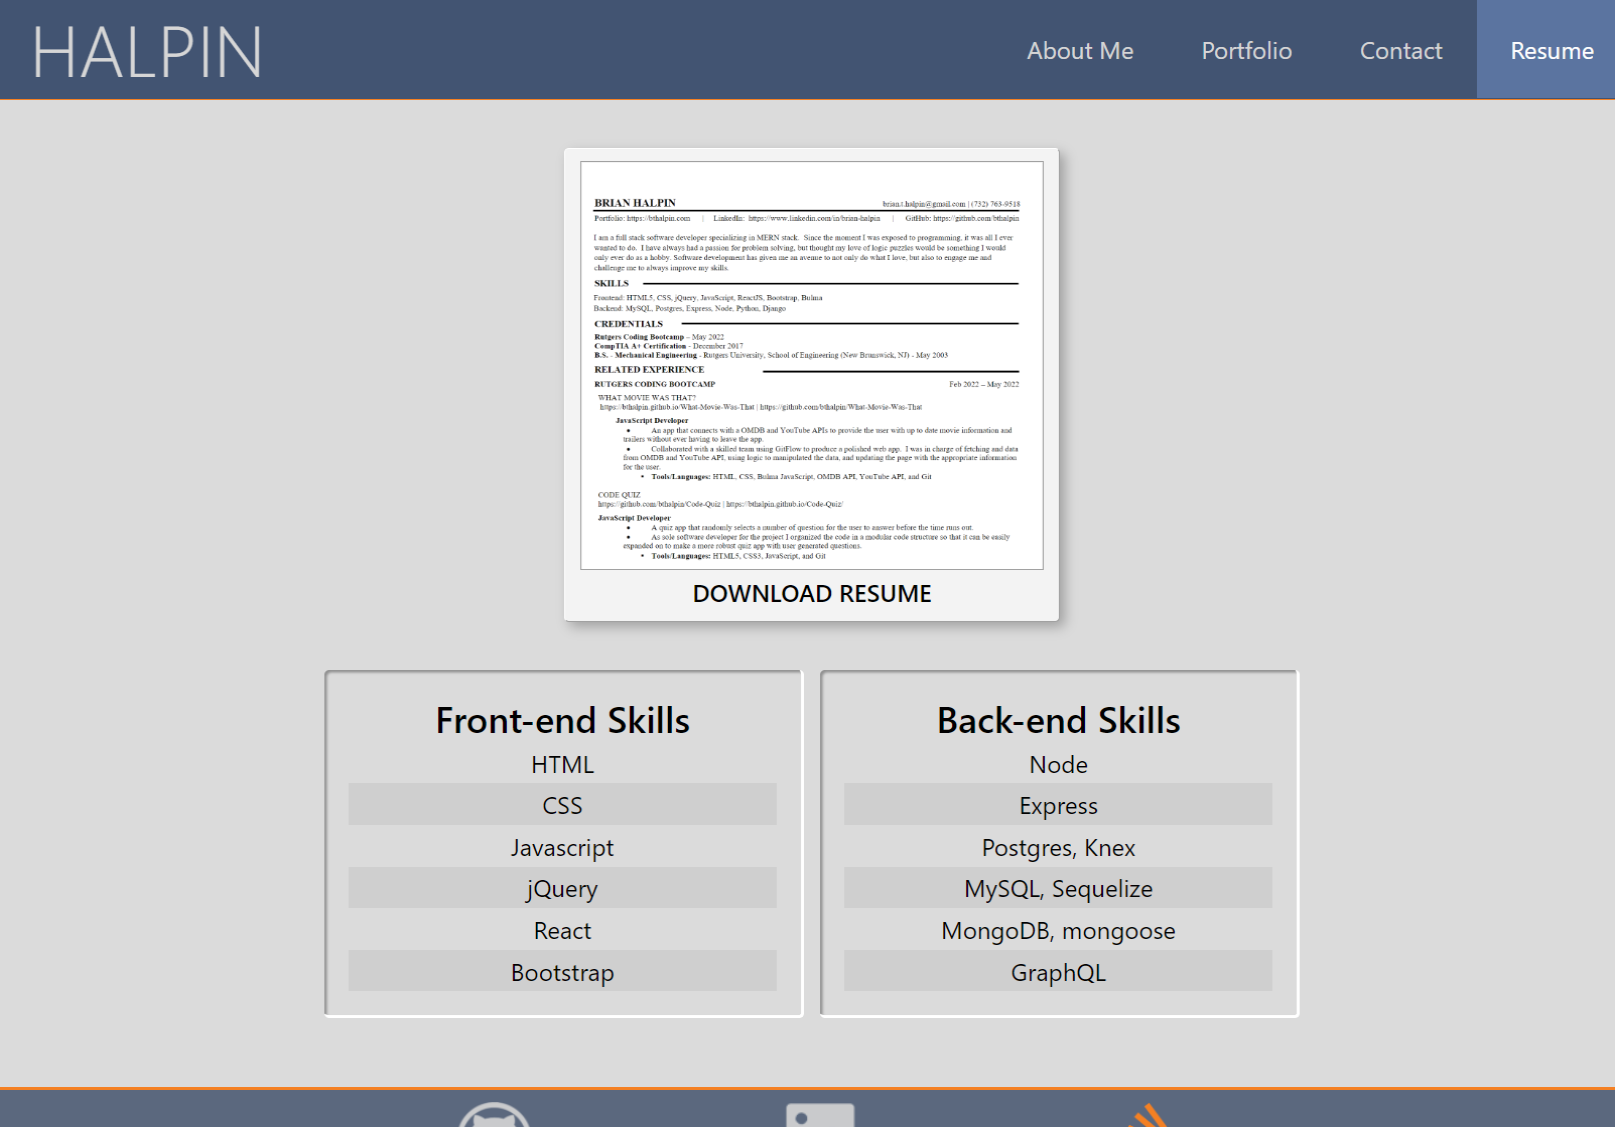 HALPIN
About Me
Portfolio
Contact
Resume
BRIAN HALPIN
brian.t.halpin@gmail.com | (732) 763-9518
Portfolio: https://bthalpin.com | LinkedIn: https://www.linkedin.com/in/brian-halpin | GitHub: https://github.com/bthalpin
I am a full stack software developer specializing in MERN stack. Since the moment I was exposed to programming, it was all I ever
wanted to do. I have always had a passion for problem solving, but thought my love of logic puzzles would be something I would
only ever do as a hobby. Software development has given me an avenue to not only do what I love, but also to engage me and
challenge me to always improve my skills.
SKILLS
Frontend: HTML5, CSS, jQuery, JavaScript, ReactJS, Bootstrap, Bulma
Backend: MySQL, Postgres, Express, Node, Python, Django
CREDENTIALS
Rutgers Coding Bootcamp – May 2022
CompTIA A+ Certification - December 2017
B.S. - Mechanical Engineering - Rutgers University, School of Engineering (New Brunswick, NJ) - May 2003
RELATED EXPERIENCE
RUTGERS CODING BOOTCAMP
Feb 2022 – May 2022
WHAT MOVIE WAS THAT?
https://bthalpin.github.io/What-Movie-Was-That | https://github.com/bthalpin/What-Movie-Was-That
JavaScript Developer
• An app that connects with a OMDB and YouTube APIs to provide the user with up to date movie information and
trailers without ever having to leave the app.
• Collaborated with a skilled team using GitFlow to produce a polished web app. I was in charge of fetching and data
from OMDB and YouTube API, using logic to manipulated the data, and updating the page with the appropriate information
for the user.
• Tools/Languages: HTML, CSS, Bulma JavaScript, OMDB API, YouTube API, and Git
CODE QUIZ
https://github.com/bthalpin/Code-Quiz | https://bthalpin.github.io/Code-Quiz/
JavaScript Developer
• A quiz app that randomly selects a number of question for the user to answer before the time runs out.
• As sole software developer for the project I organized the code in a modular code structure so that it can be easily
expanded on to make a more robust quiz app with user generated questions.
• Tools/Languages: HTML5, CSS3, JavaScript, and Git
DOWNLOAD RESUME
Front-end Skills
HTML
CSS
Javascript
jQuery
React
Bootstrap
Back-end Skills
Node
Express
Postgres, Knex
MySQL, Sequelize
MongoDB, mongoose
GraphQL